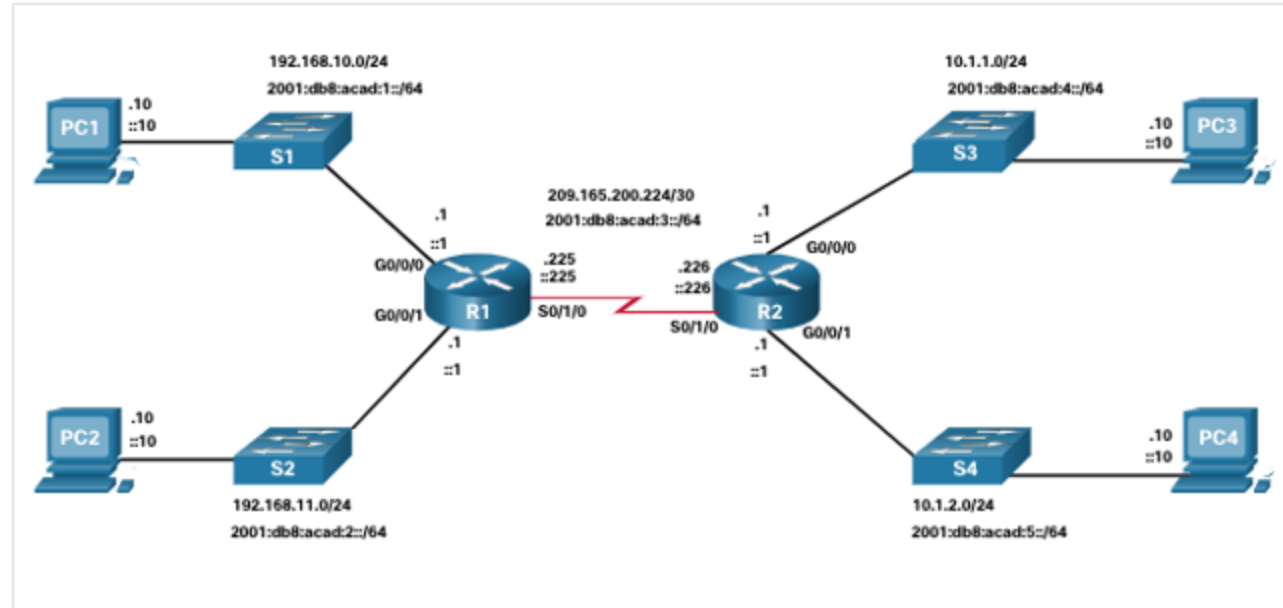 192.168.10.0/24
2001:db8:acad:1::/64
10.1.1.0/24
2001:db8:acad:4::/64
PC1
.10
::10
S1
S3
.10
::10
PC3
209.165.200.224/30
2001:db8:acad:3::/64
.1
::1
G0/0/0
.1
::1
G0/0/0
R1
.225
::225
S0/1/0
G0/0/1
.1
::1
.226
::226
R2
S0/1/0
G0/0/1
.1
::1
PC2
.10
::10
S2
192.168.11.0/24
2001:db8:acad:2::/64
S4
.10
::10
PC4
10.1.2.0/24
2001:db8:acad:5::/64